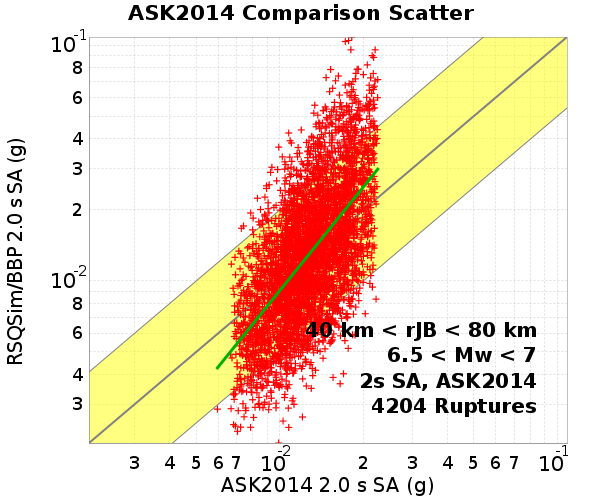 ASK2014 Comparison Scatter
10-1
8
6
4
3
2
10-2
8
6
4
3
RSQSim/BBP 2.0 s SA (g)
40 km < rJB < 80 km
6.5 < Mw < 7
2s SA, ASK2014
4204 Ruptures
3 4 5 6 7 10-2 2 3 4 5 6 7 10-1
ASK2014 2.0 s SA (g)